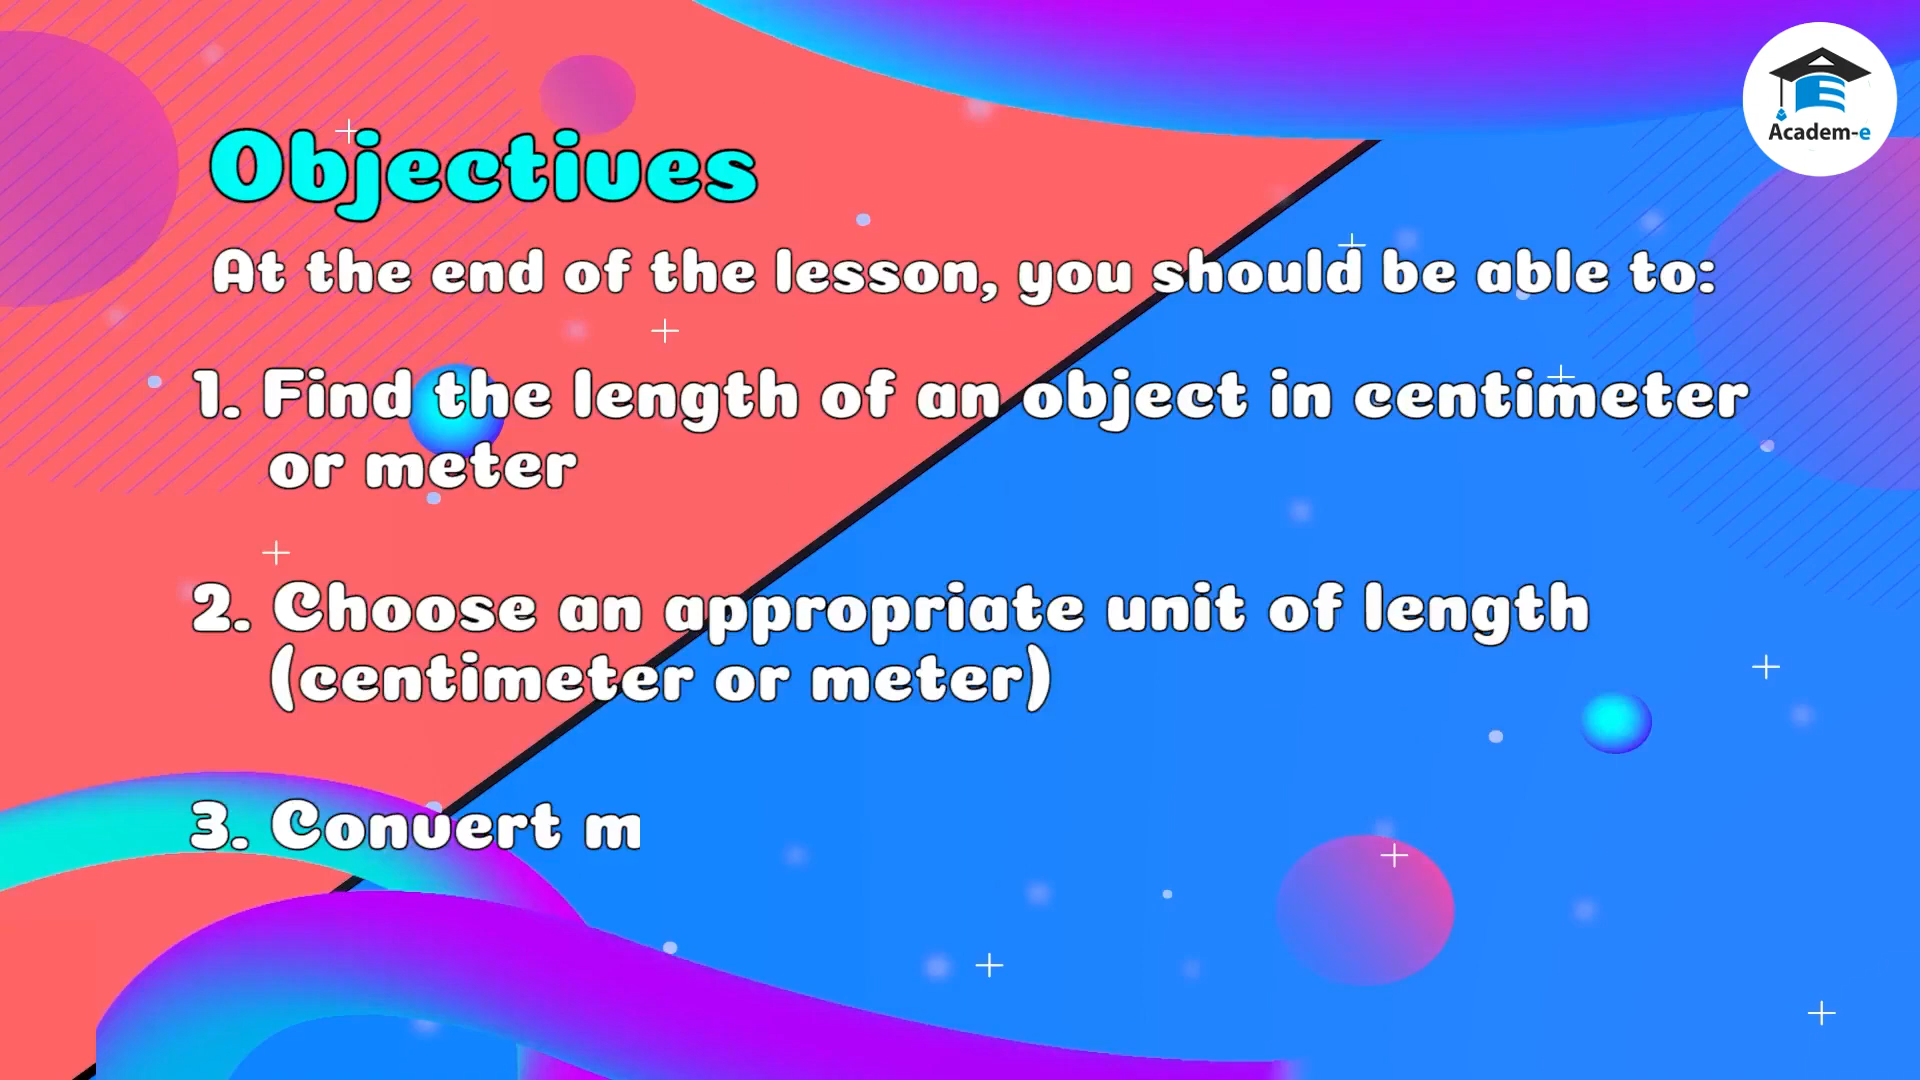 Academ-e
Objectives
At the end of the lesson, you should be able to:
1. Find the length of an object in centimeter
or meter
2. Choose an appropriate unit of length
(centimeter or meter)
3. Convert m